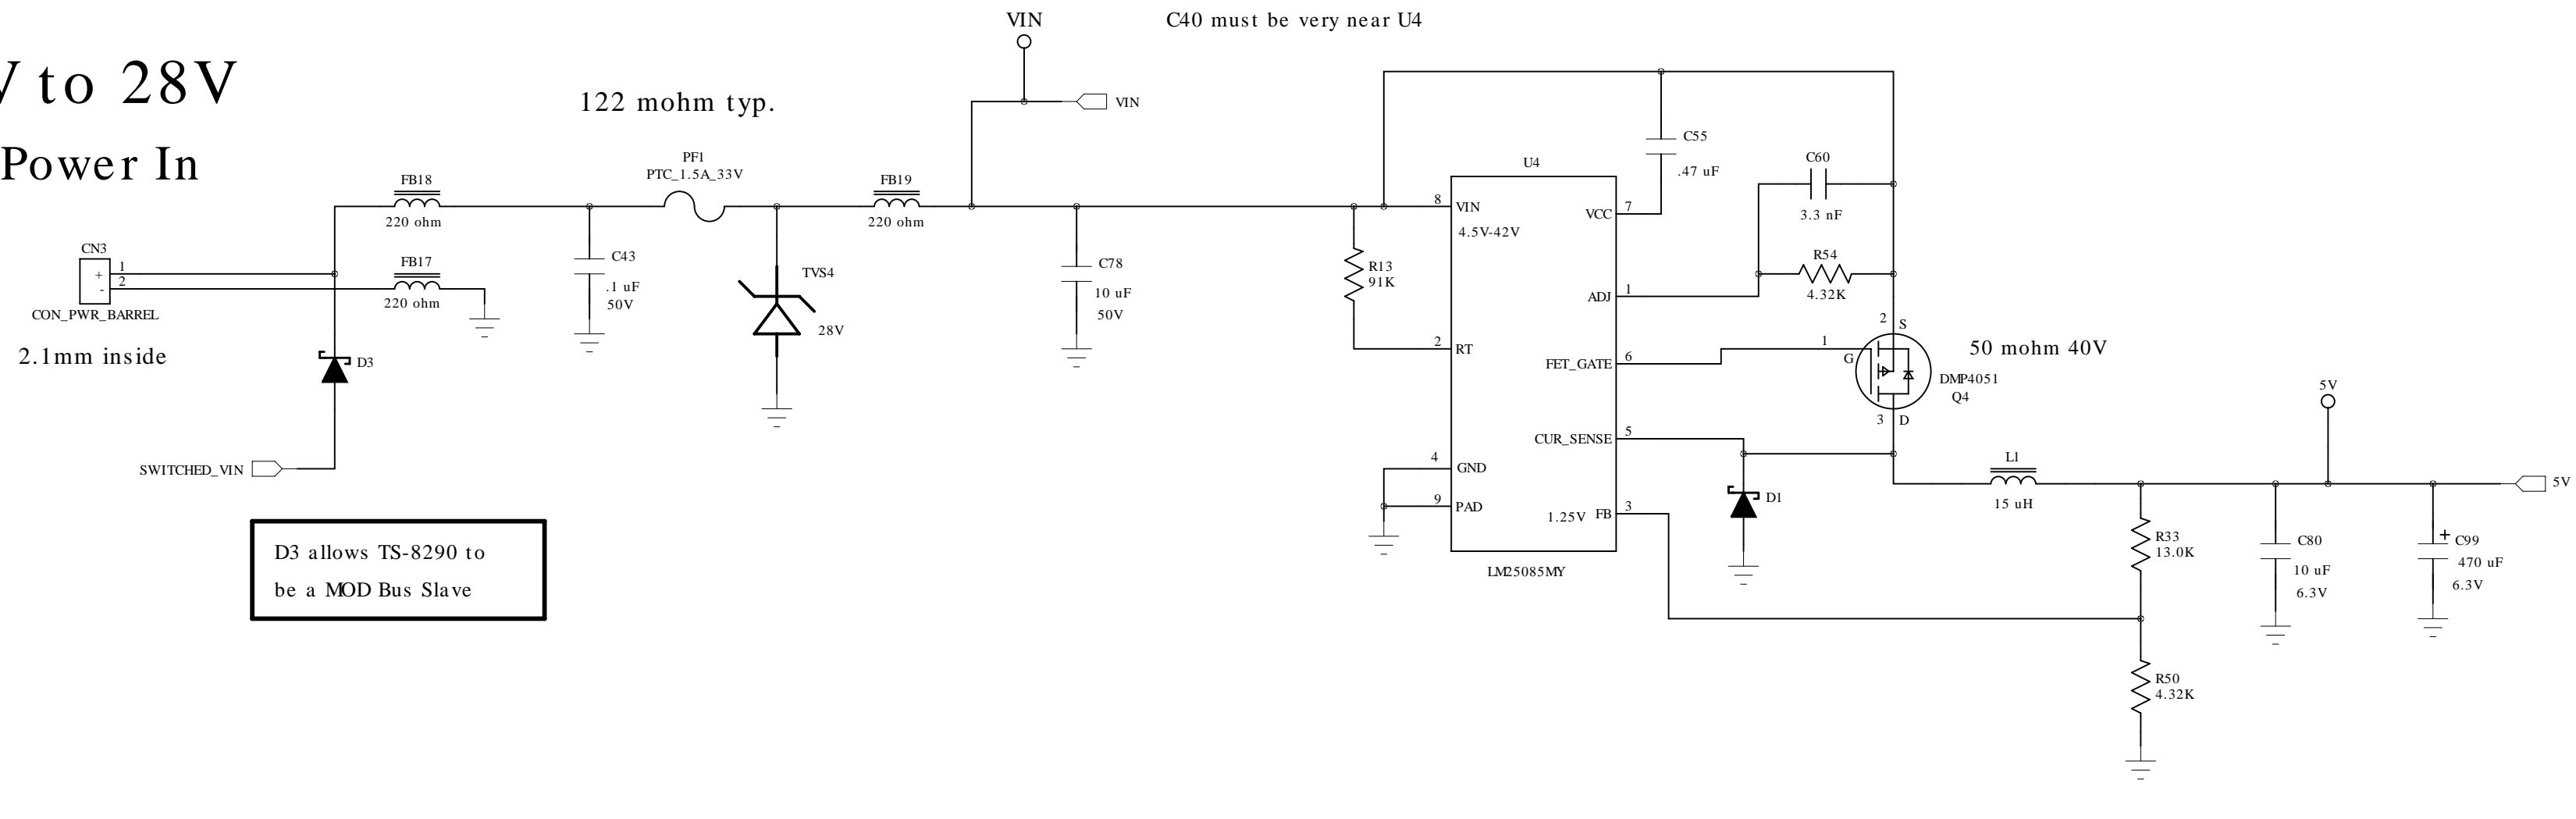 VIN
C40 must be very near U4
V to 28V
Power In
122 mohm typ.
VIN
FB18
220 ohm
PF1
PTC_1.5A_33V
FB19
220 ohm
CN3
+
-
1
2
CON_PWR_BARREL
2.1mm inside
FB17
220 ohm
C43
.1 uF
50V
TVS4
28V
C78
10 uF
50V
D3
SWITCHED_VIN
D3 allows TS-8290 to
be a MOD Bus Slave
R13
91K
U4
8
VIN
4.5V-42V
2
RT
4
GND
9
PAD
VCC
7
ADJ
1
FET_GATE
6
CUR_SENSE
5
1.25V
FB
3
LM25085MY
C55
.47 uF
C60
3.3 nF
R54
4.32K
2
S
1
G
3
D
50 mohm 40V
DMP4051
Q4
D1
L1
15 uH
5V
5V
R33
13.0K
C80
10 uF
6.3V
+
C99
470 uF
6.3V
R50
4.32K